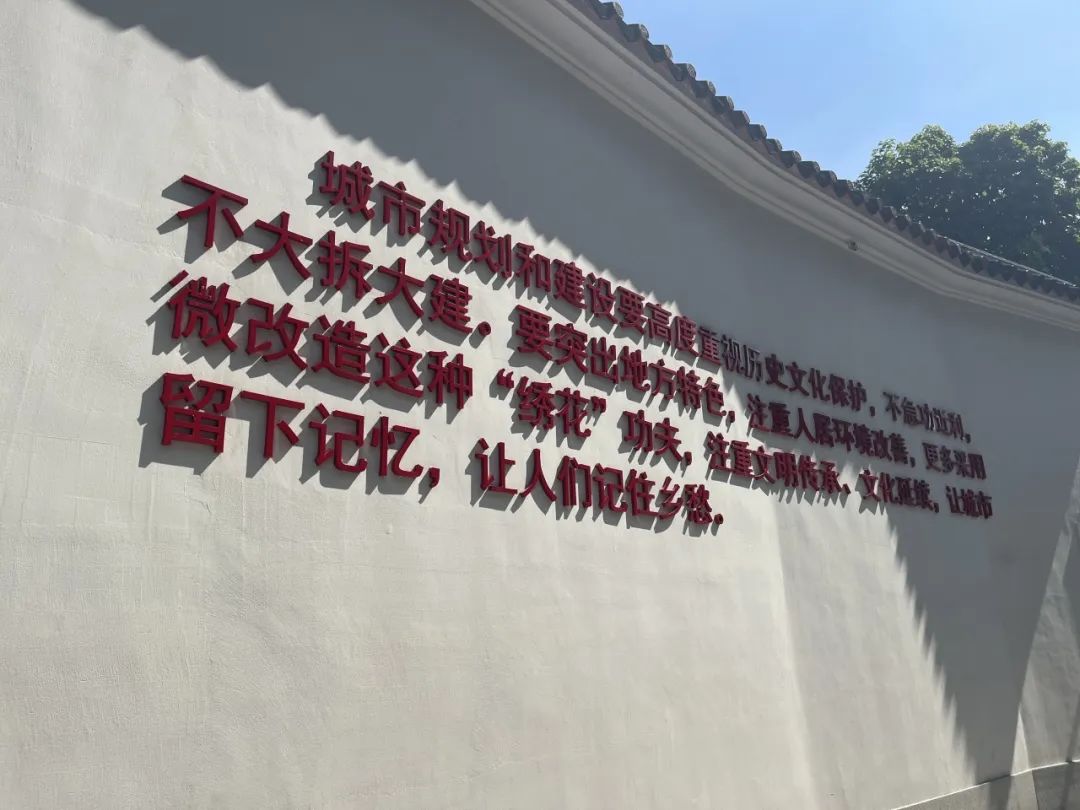 城市规划和建设要高度重视历史文化保护，不急功近利，
不大拆大建。要突出地方特色，注重人居环境改善，更多采用
微改造这种“绣花”功夫，注重文明传承、文化延续，让城市
留下记忆，让人们记住乡愁。